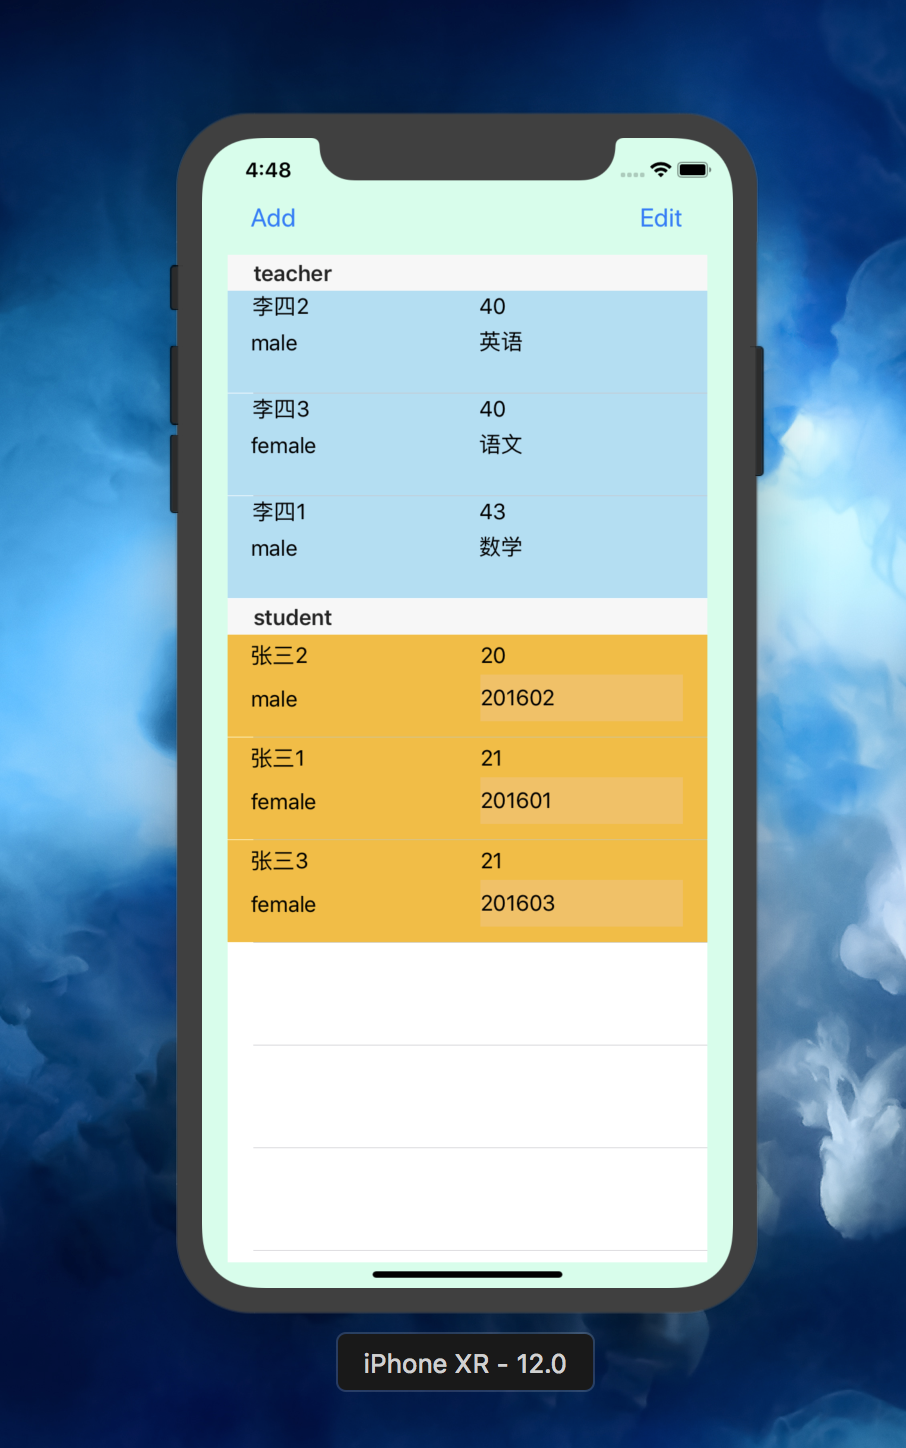 4:48
Add Edit
teacher
李四2 40
male 英语
李四3 40
female 语文
李四1 43
male 数学
student
张三2 20
male 201602
张三1 21
female 201601
张三3 21
female 201603
iPhone XR - 12.0